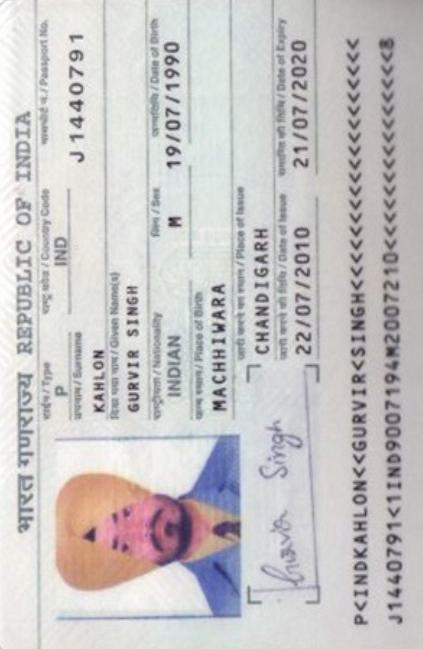 भारत गणराज्य REPUBLIC OF INDIA
टाईप / Type राष्ट्र कोड / Country Code पासपोर्ट नं. / Passport No.
P IND J1440791
उपनाम / Surname
KAHLON
दिया गया नाम / Given Name(s)
GURVIR SINGH
राष्ट्रीयता / Nationality लिंग / Sex जन्मतिथि / Date of Birth
INDIAN M 19/07/1990
जन्म स्थान / Place of Birth
MACHHIWARA
जारी करने का स्थान / Place of Issue
CHANDIGARH
जारी करने की तिथि / Date of Issue समाप्ति की तिथि / Date of Expiry
22/07/2010 21/07/2020
Singh
P<INDKAHLON<<GURVIR<SINGH<<<<<<<<<<<<<<<<<<<
J1440791<1IND9007194M2007210<<<<<<<<<<<<<<<8